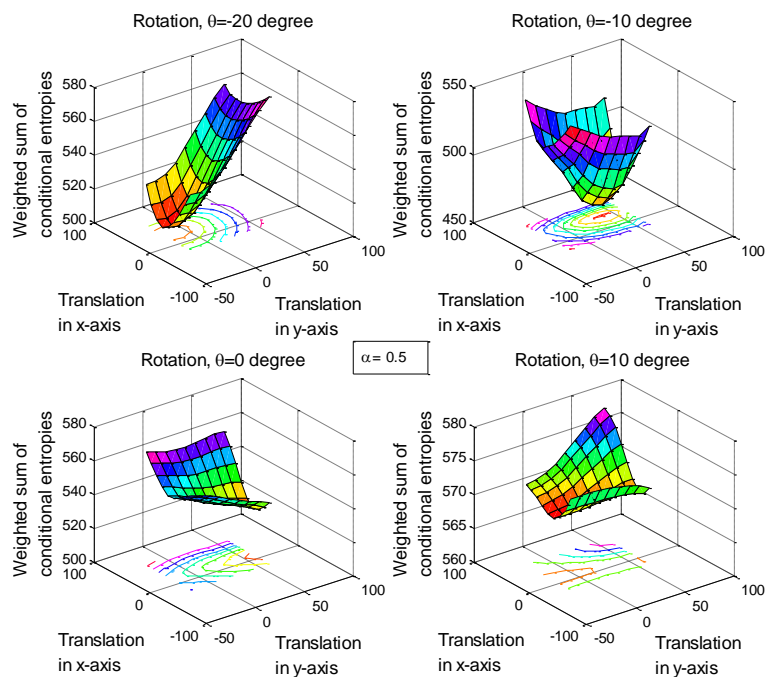 Rotation, θ=-20 degree
Weighted sum of
conditional entropies
580
560
540
520
500
100
0
-100
-50
0
50
100
Translation
in x-axis
Translation
in y-axis
Rotation, θ=-10 degree
Weighted sum of
conditional entropies
550
500
450
100
0
-100
-50
0
50
100
Translation
in x-axis
Translation
in y-axis
α= 0.5
Rotation, θ=0 degree
Weighted sum of
conditional entropies
580
560
540
520
500
100
0
-100
-50
0
50
100
Translation
in x-axis
Translation
in y-axis
Rotation, θ=10 degree
Weighted sum of
conditional entropies
580
575
570
565
560
100
0
-100
-50
0
50
100
Translation
in x-axis
Translation
in y-axis